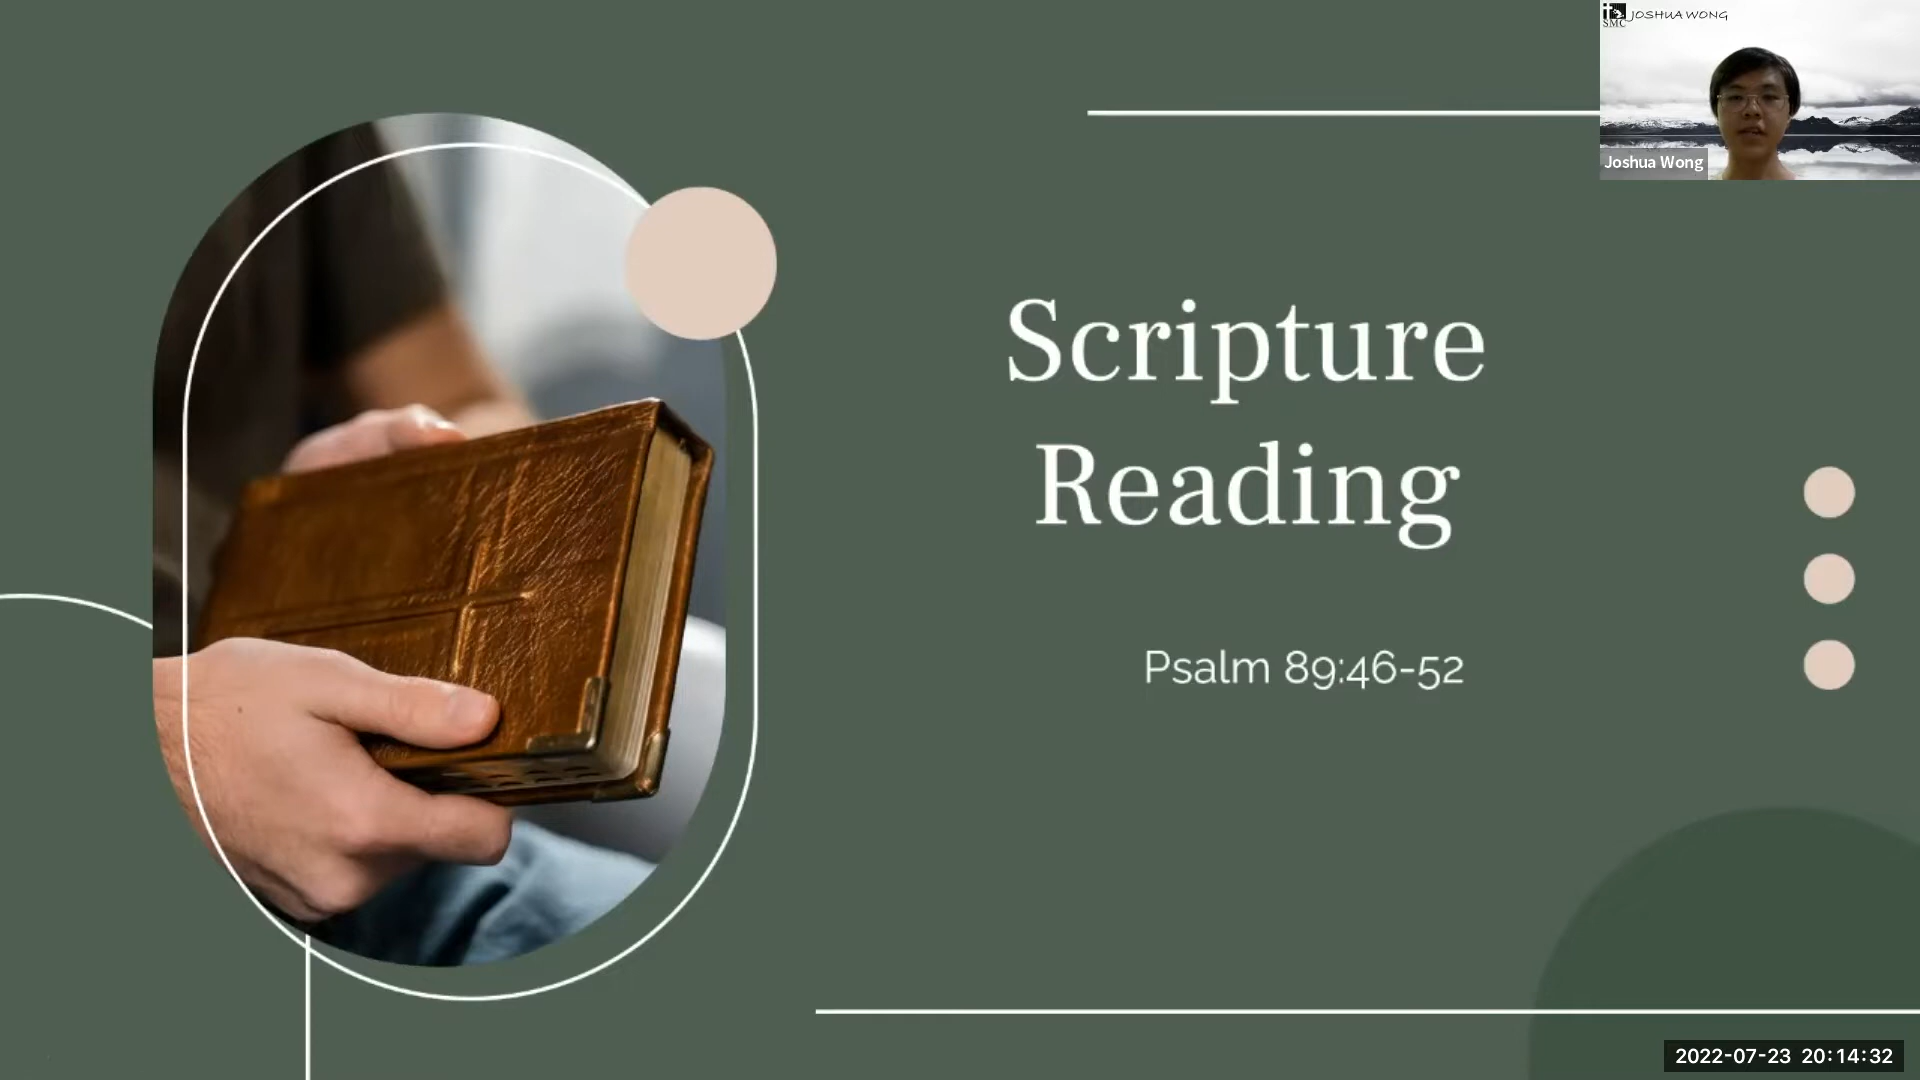 SMC JOSHUA WONG
Joshua Wong
Scripture
Reading
Psalm 89:46-52
2022-07-23 20:14:32